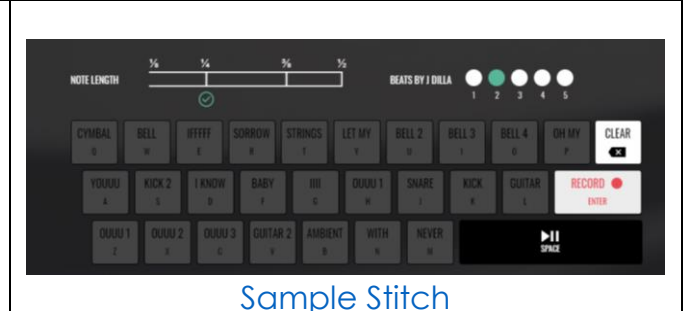 ⅛ ¼ ⅜ ½
NOTE LENGTH BEATS BY J DILLA
1 2 3 4 5
CYMBAL BELL IFFFFF SORROW STRINGS LET MY BELL 2 BELL 3 BELL 4 OH MY CLEAR
Q W E R T Y U I O P
YOUUU KICK 2 I KNOW BABY IIII OUUU 1 SNARE KICK GUITAR RECORD
A S D F G H J K L ENTER
OUUU 1 OUUU 2 OUUU 3 GUITAR 2 AMBIENT WITH NEVER
Z X C V B N M SPACE
Sample Stitch